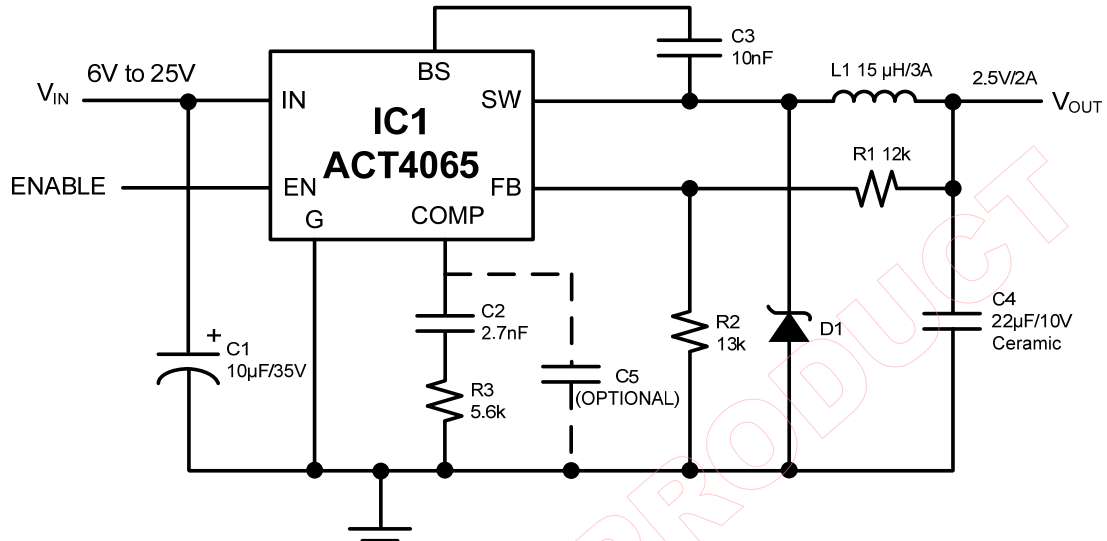 C3
10nF
BS
6V to 25V
L1 15 µH/3A
2.5V/2A
VIN
IN
SW
VOUT
IC1
ACT4065
R1 12k
ENABLE
EN
FB
G
COMP
C4
22µF/10V
Ceramic
C2
2.7nF
R2
13k
D1
+
C1
10µF/35V
C5
(OPTIONAL)
R3
5.6k
PRODUCT